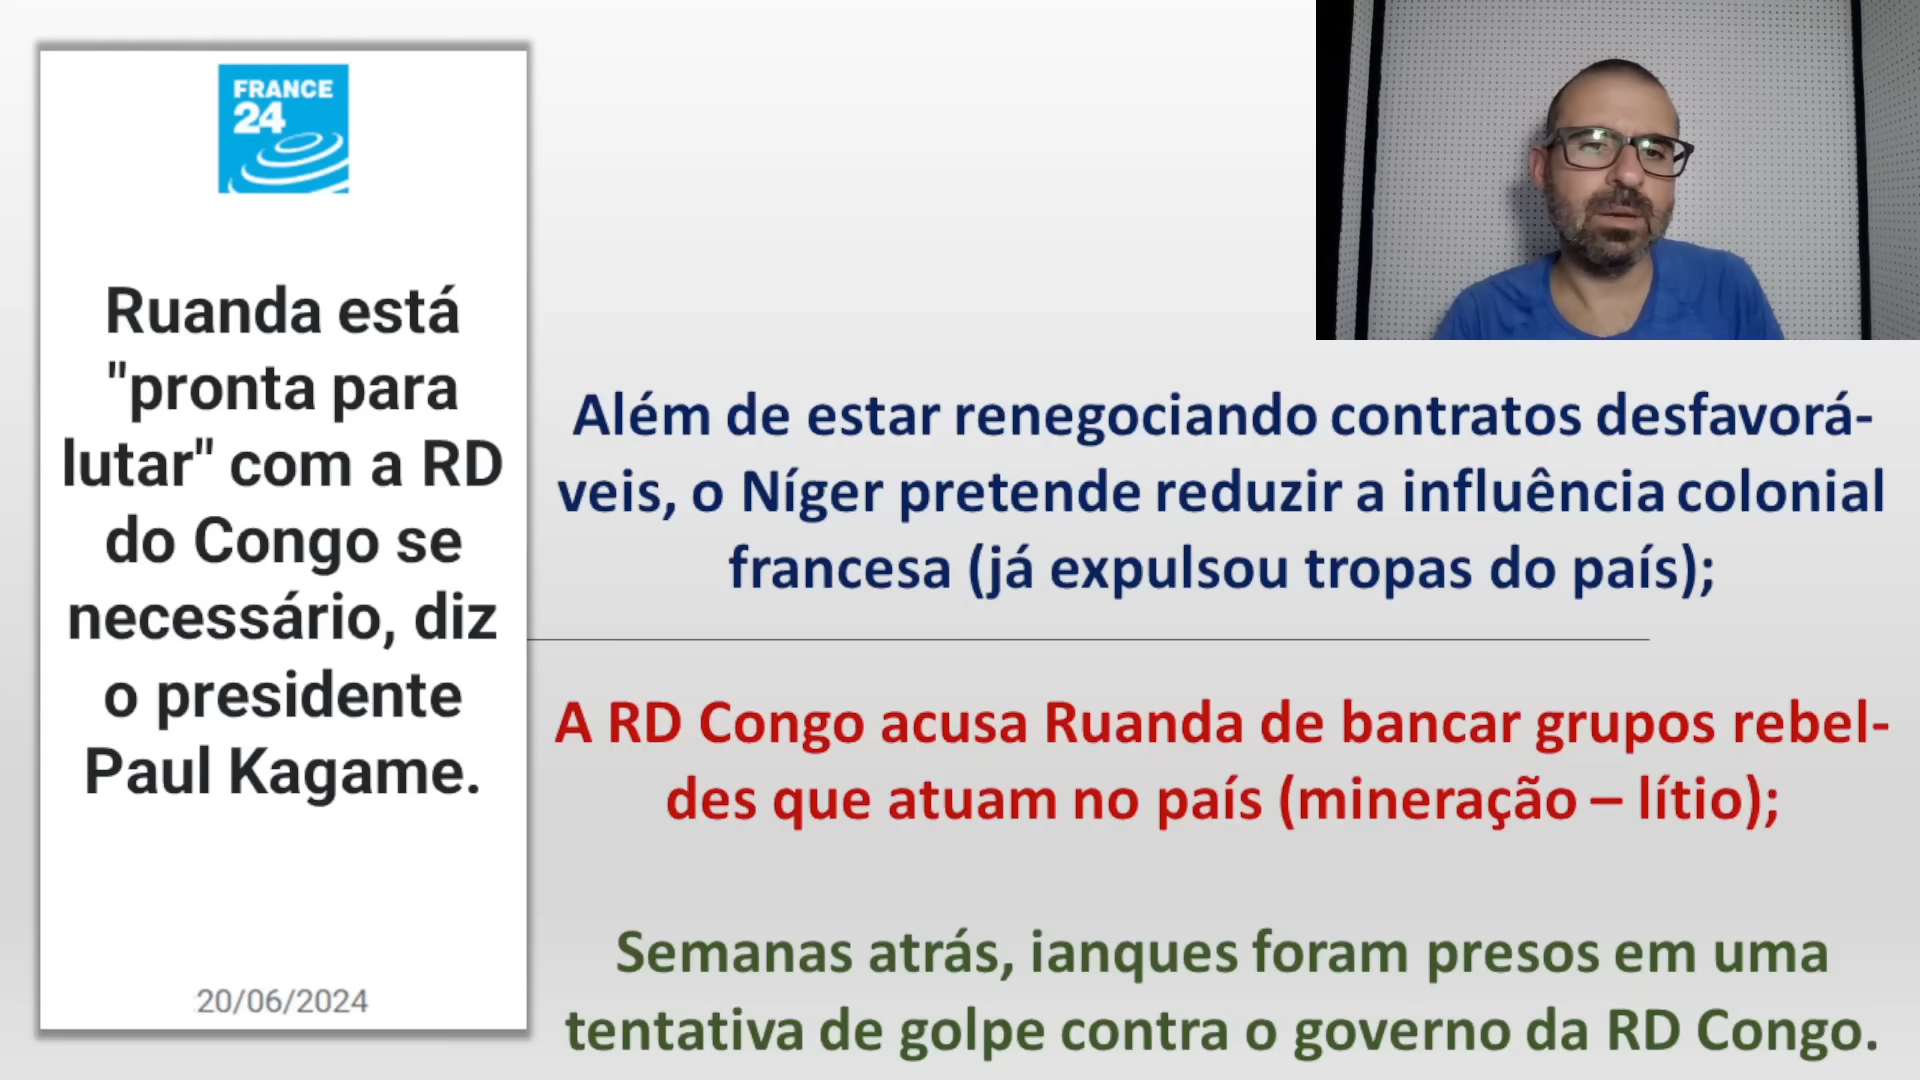 FRANCE
24
Ruanda está
"pronta para
lutar" com a RD
do Congo se
necessário, diz
o presidente
Paul Kagame.
20/06/2024
Além de estar renegociando contratos desfavorá-
veis, o Níger pretende reduzir a influência colonial
francesa (já expulsou tropas do país);
A RD Congo acusa Ruanda de bancar grupos rebel-
des que atuam no país (mineração – lítio);
Semanas atrás, ianques foram presos em uma
tentativa de golpe contra o governo da RD Congo.